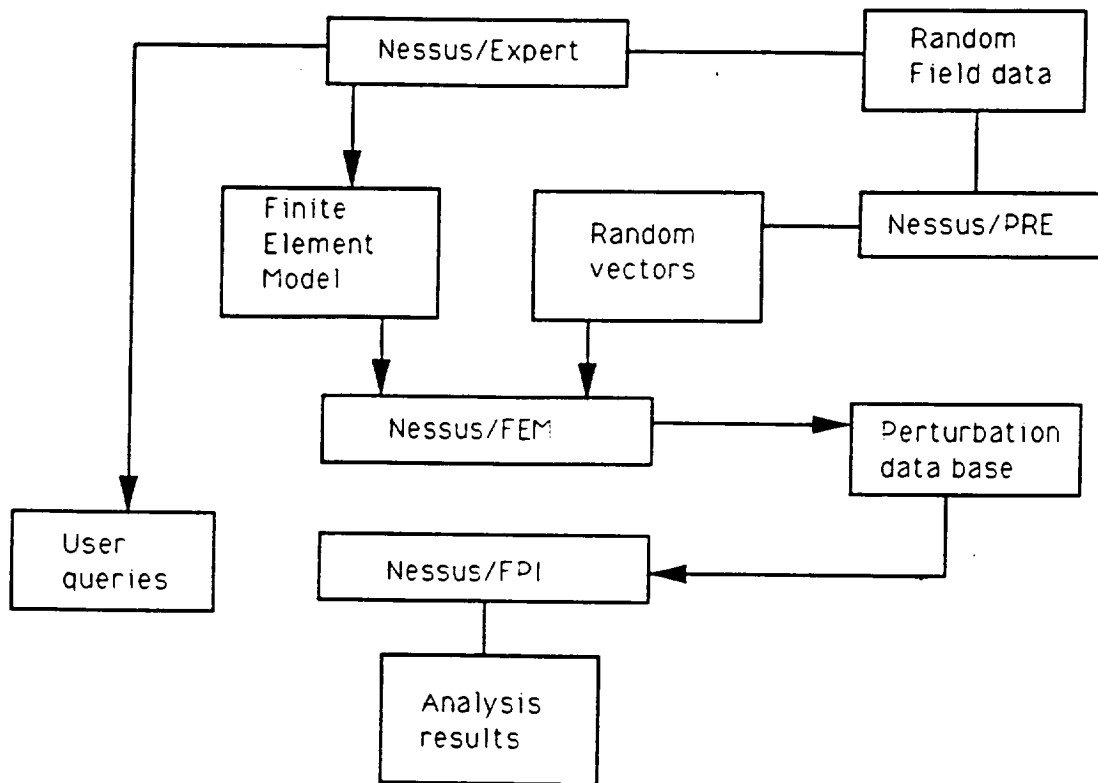 Nessus/Expert
Random
Field data
Finite
Element
Model
Random
vectors
Nessus/PRE
Nessus/FEM
Perturbation
data base
User
queries
Nessus/FPI
Analysis
results